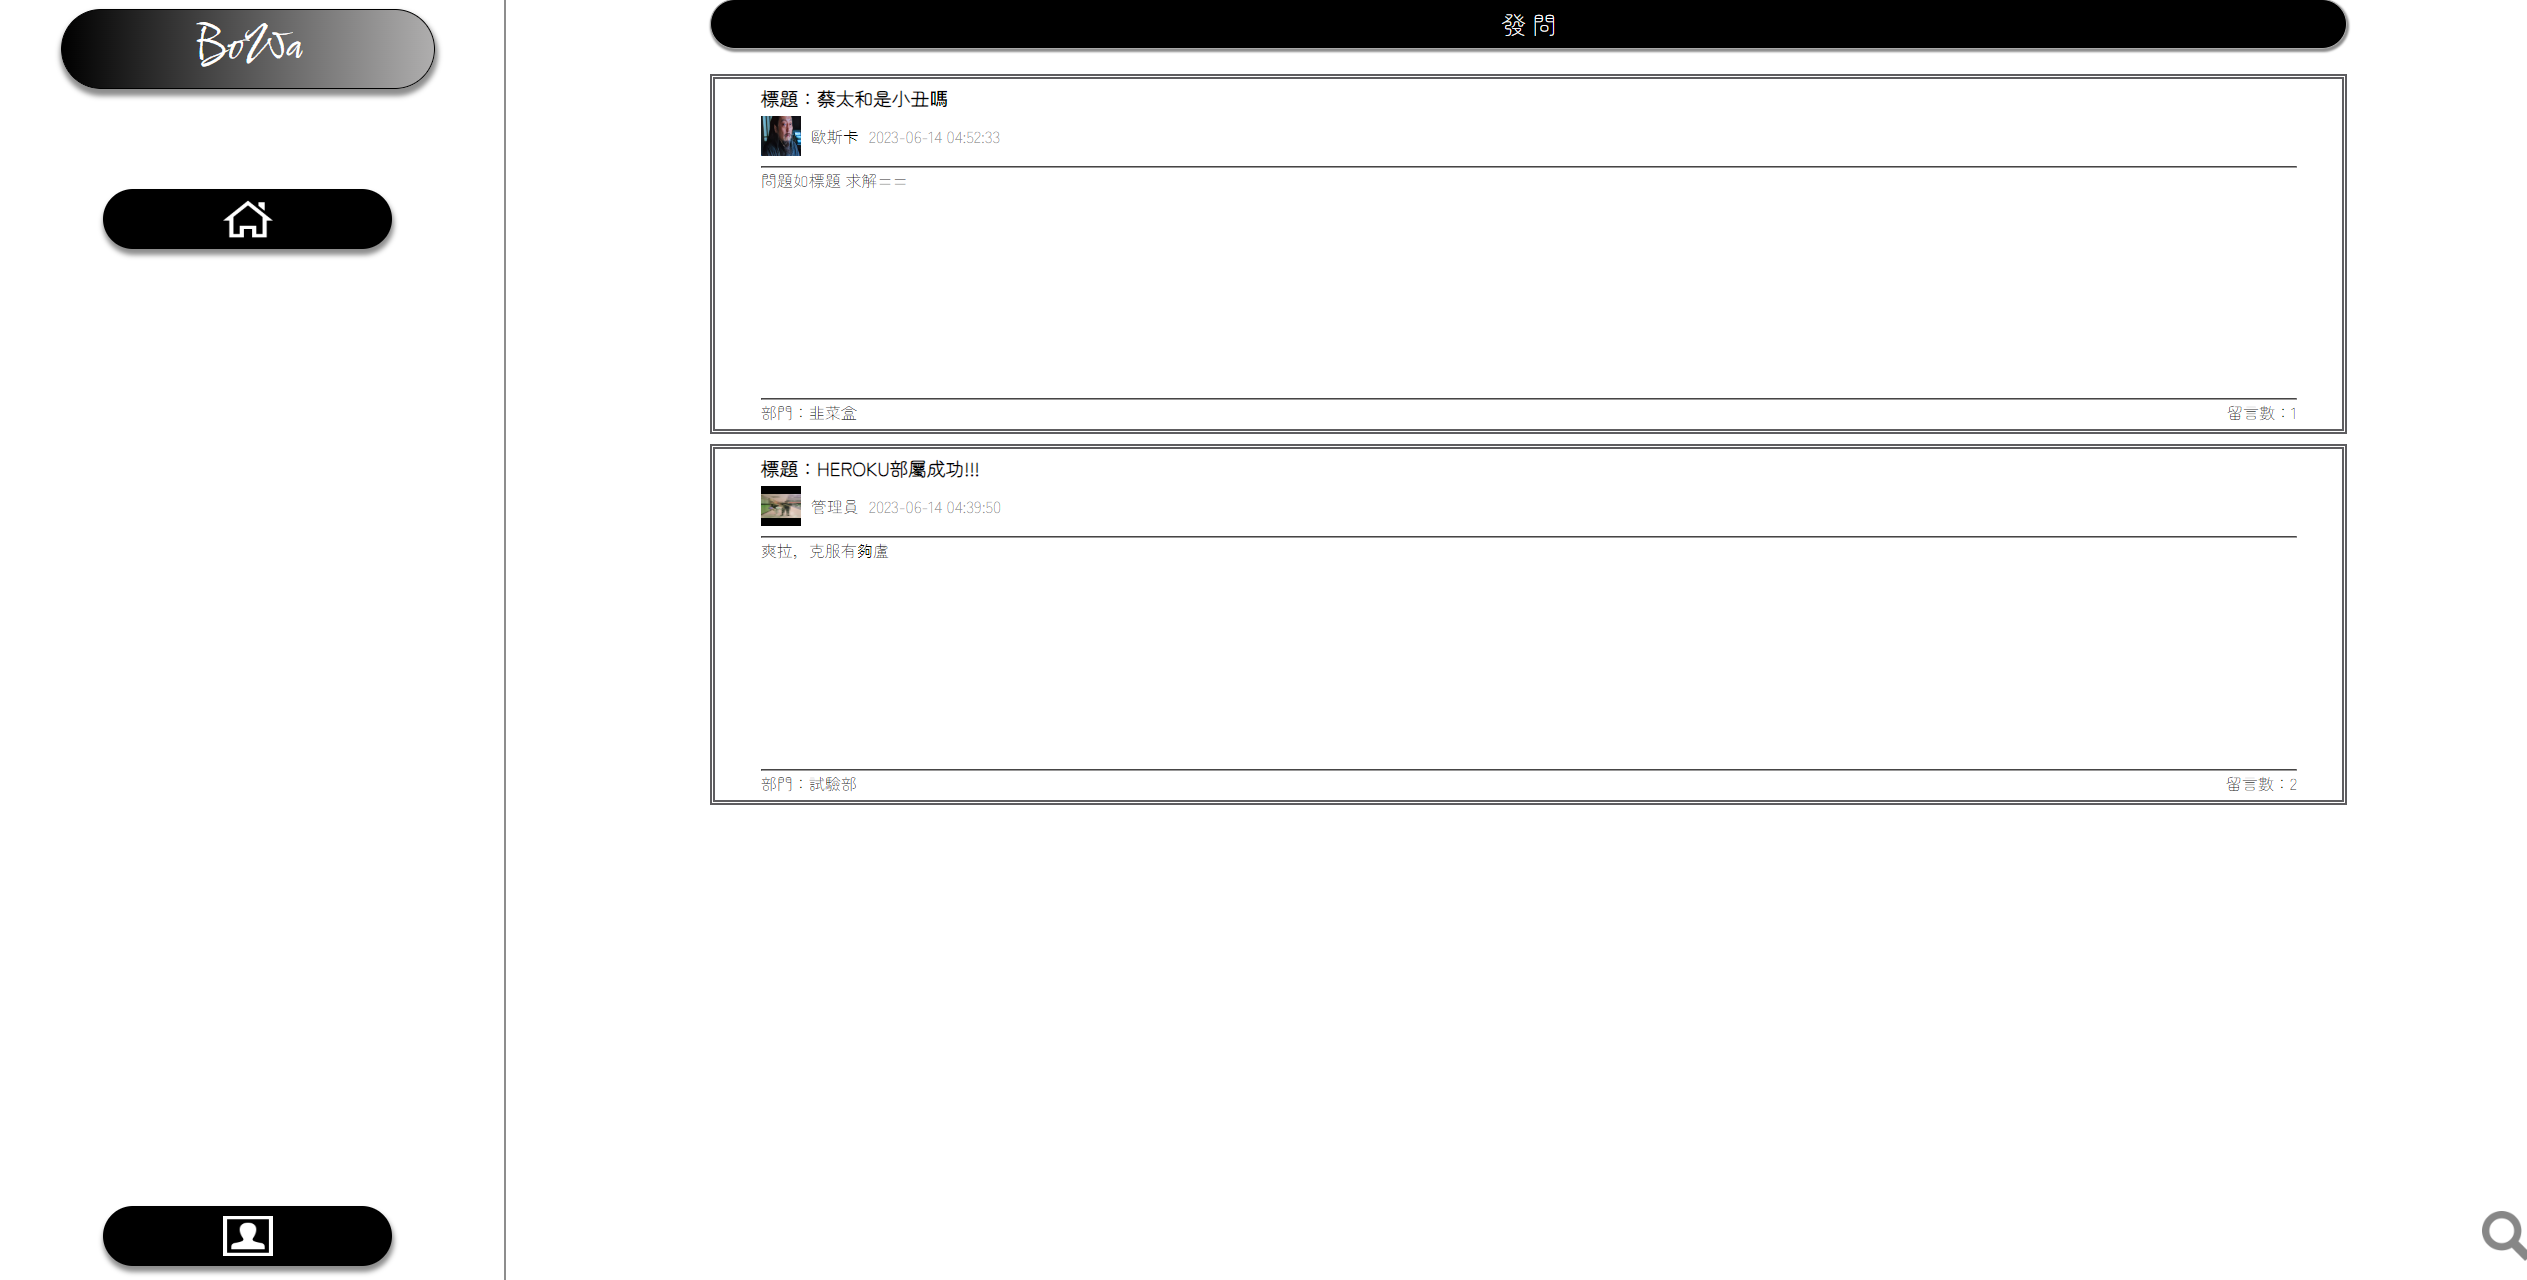 BoWa
發問
標題：蔡太和是小丑嗎
歐斯卡 2023-06-14 04:52:33
問題如標題 求解==
部門：韭菜盒 留言數：1
標題：HEROKU部屬成功!!!
管理員 2023-06-14 04:39:50
爽拉，克服有夠盧
部門：試驗部 留言數：2